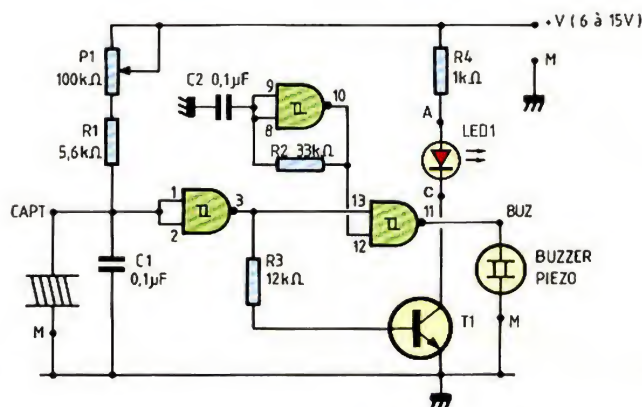 +V (6 à 15V)
P1
100kΩ
R4
1kΩ
M
C2 0,1µF
9
8
10
A
LED1
R1
5,6kΩ
R2 33kΩ
C
CAPT
1
2
3
13
12
11
BUZ
C1
0,1µF
R3
12kΩ
BUZZER
PIEZO
M
T1
M